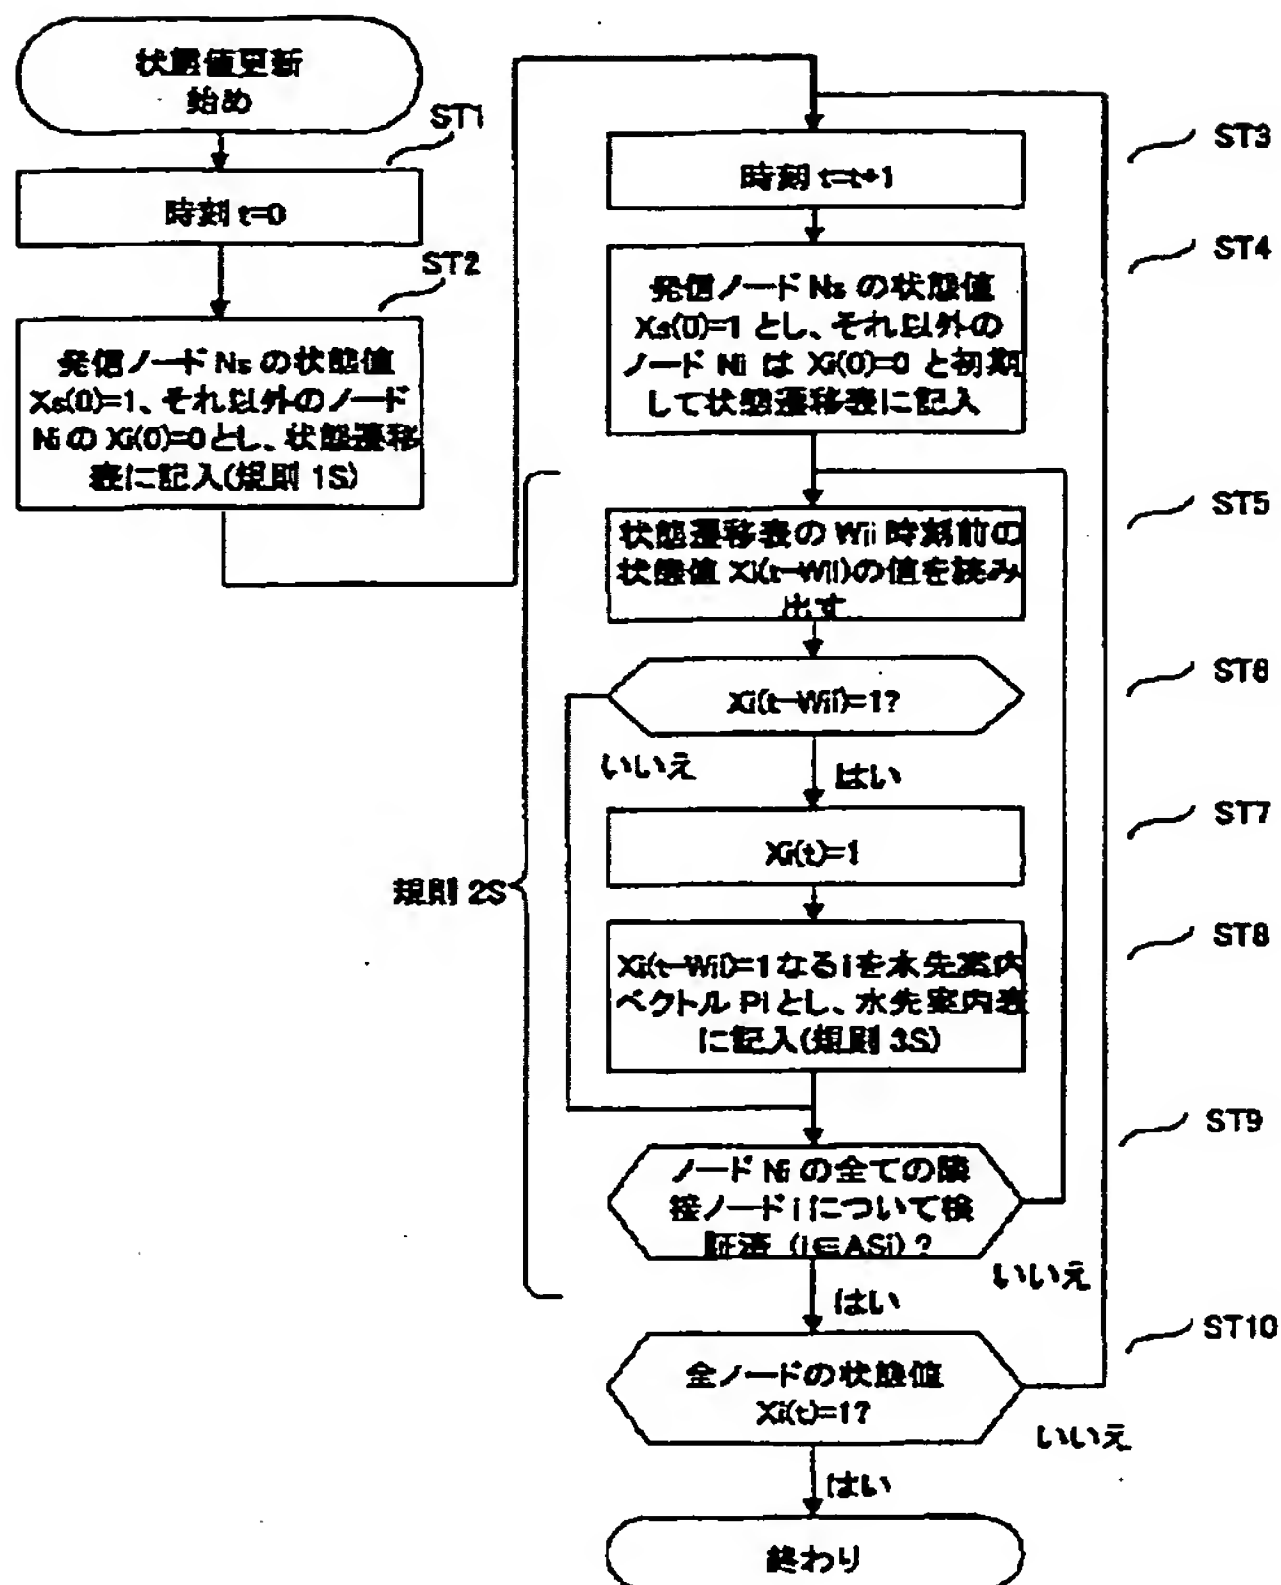 状態値更新
始め
ST1
時刻 t=0
ST2
発信ノード Ns の状態値
Xs(0)=1、それ以外のノード
Ni の Xi(0)=0とし、状態遷移
表に記入(規則 1S)
ST3
時刻 t=t+1
ST4
発信ノード Ns の状態値
Xs(0)=1 とし、それ以外の
ノード Ni は Xi(0)=0 と初期
して状態遷移表に記入
ST5
状態遷移表の Wii 時刻前の
状態値 Xi(t-Wii)の値を読み
出す
ST6
Xi(t-Wii)=1?
いいえ
はい
ST7
Xi(t)=1
規則 2S
ST8
Xi(t-Wii)=1 なる i を水先案内
ベクトル Pi とし、水先案内表
に記入(規則 3S)
ST9
ノード Ni の全ての隣
接ノード i について検
証済 (i∈ASi) ?
いいえ
はい
ST10
全ノードの状態値
Xi(t)=1?
いいえ
はい
終わり